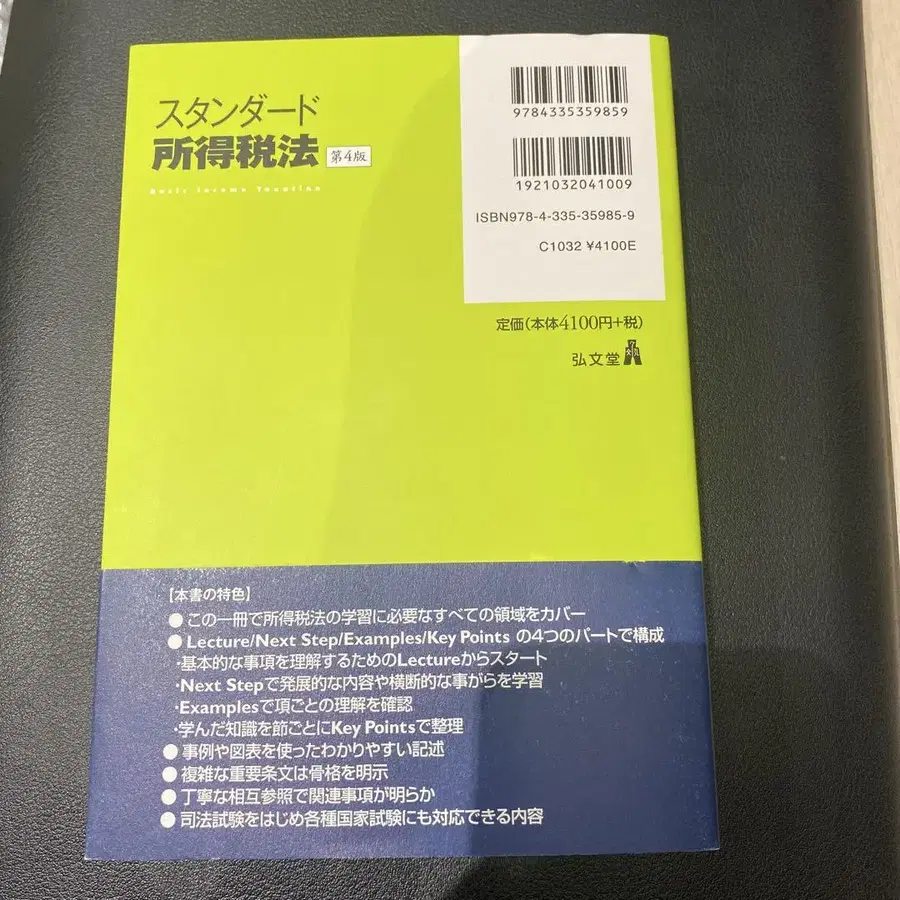 スタンダード
所得税法 第4版
Basic Income Taxation
9784335359859
1921032041009
ISBN978-4-335-35985-9
C1032 ¥4100E
定価(本体4100円+税)
弘文堂
【本書の特色】
●この一冊で所得税法の学習に必要なすべての領域をカバー
●Lecture/Next Step/Examples/Key Points の4つのパートで構成
・基本的な事項を理解するためのLectureからスタート
・Next Stepで発展的な内容や横断的な事がらを学習
・Examplesで項ごとの理解を確認
・学んだ知識を節ごとにKey Pointsで整理
●事例や図表を使ったわかりやすい記述
●複雑な重要条文は骨格を明示
●丁寧な相互参照で関連事項が明らか
●司法試験をはじめ各種国家試験にも対応できる内容